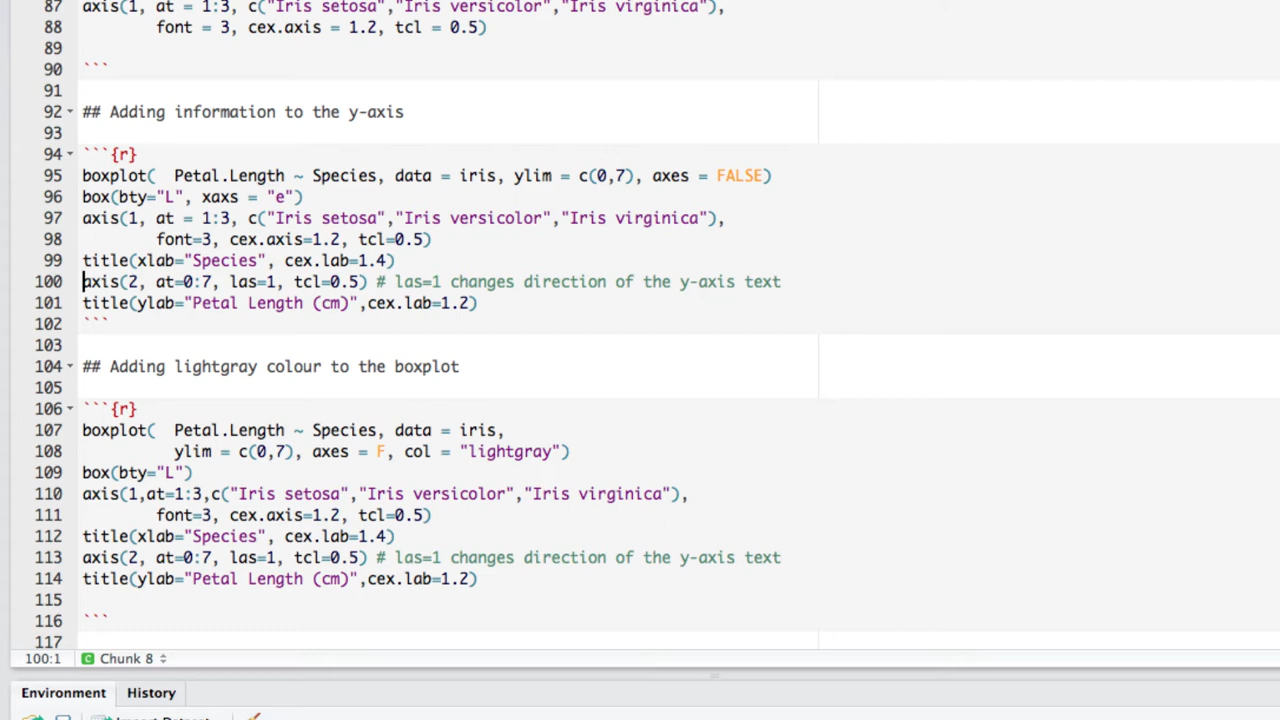 87 axis(1, at = 1:3, c("Iris setosa","Iris versicolor","Iris virginica"),
88 font = 3, cex.axis = 1.2, tcl = 0.5)
89
90 ```
91
92 ## Adding information to the y-axis
93
94 ```{r}
95 boxplot(  Petal.Length ~ Species, data = iris, ylim = c(0,7), axes = FALSE)
96 box(bty="L", xaxs = "e")
97 axis(1, at = 1:3, c("Iris setosa","Iris versicolor","Iris virginica"),
98 font=3, cex.axis=1.2, tcl=0.5)
99 title(xlab="Species", cex.lab=1.4)
100 axis(2, at=0:7, las=1, tcl=0.5) # las=1 changes direction of the y-axis text
101 title(ylab="Petal Length (cm)",cex.lab=1.2)
102 ```
103
104 ## Adding lightgray colour to the boxplot
105
106 ```{r}
107 boxplot(  Petal.Length ~ Species, data = iris,
108 ylim = c(0,7), axes = F, col = "lightgray")
109 box(bty="L")
110 axis(1,at=1:3,c("Iris setosa","Iris versicolor","Iris virginica"),
111 font=3, cex.axis=1.2, tcl=0.5)
112 title(xlab="Species", cex.lab=1.4)
113 axis(2, at=0:7, las=1, tcl=0.5) # las=1 changes direction of the y-axis text
114 title(ylab="Petal Length (cm)",cex.lab=1.2)
115
116 ```
117
100:1 C Chunk 8
Environment History
Import Dataset